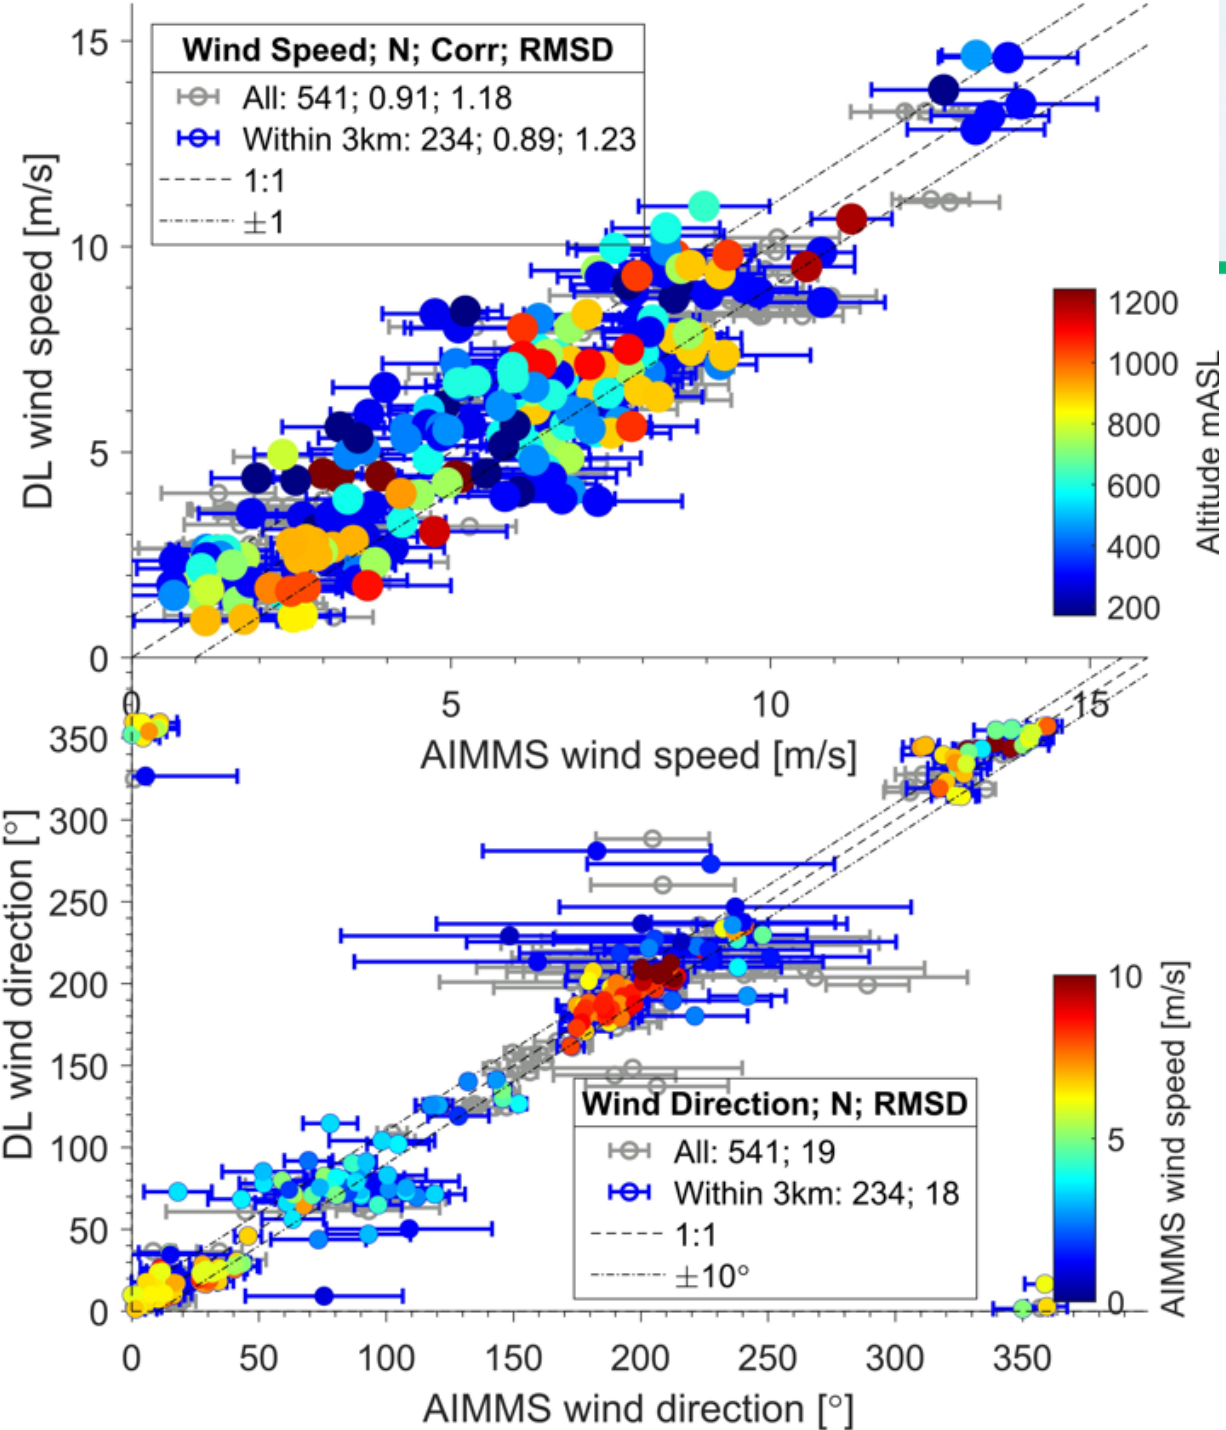 15
10
5
0
DL wind speed [m/s]
Wind Speed; N; Corr; RMSD
All: 541; 0.91; 1.18
Within 3km: 234; 0.89; 1.23
1:1
±1
1200
1000
800
600
400
200
Altitude mASL
0 5 10 15
AIMMS wind speed [m/s]
350
300
250
200
150
100
50
0
DL wind direction [°]
Wind Direction; N; RMSD
All: 541; 19
Within 3km: 234; 18
1:1
±10°
10
5
0
AIMMS wind speed [m/s]
0 50 100 150 200 250 300 350
AIMMS wind direction [°]